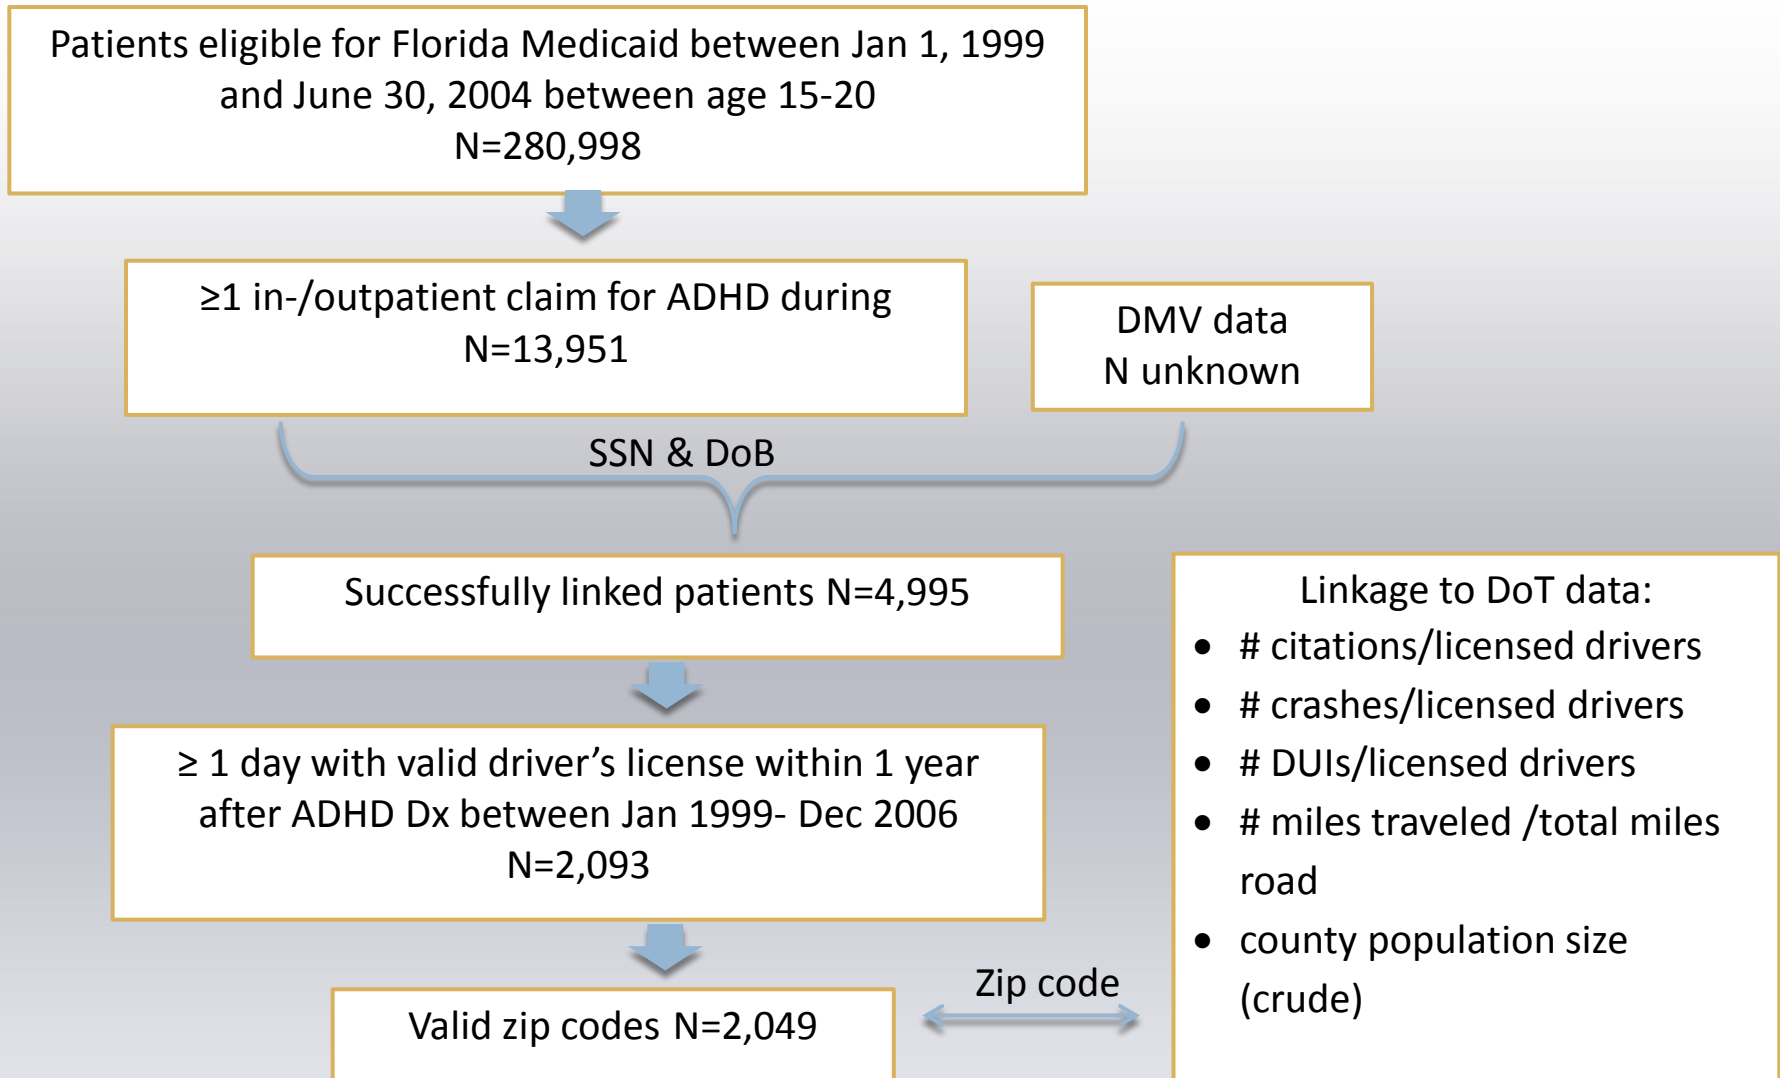 Patients eligible for Florida Medicaid between Jan 1, 1999
and June 30, 2004 between age 15-20
N=280,998
≥1 in-/outpatient claim for ADHD during
N=13,951
DMV data
N unknown
SSN & DoB
Successfully linked patients N=4,995
≥ 1 day with valid driver’s license within 1 year
after ADHD Dx between Jan 1999- Dec 2006
N=2,093
Valid zip codes N=2,049
Zip code
Linkage to DoT data:
• # citations/licensed drivers
• # crashes/licensed drivers
• # DUIs/licensed drivers
• # miles traveled /total miles
road
• county population size
(crude)